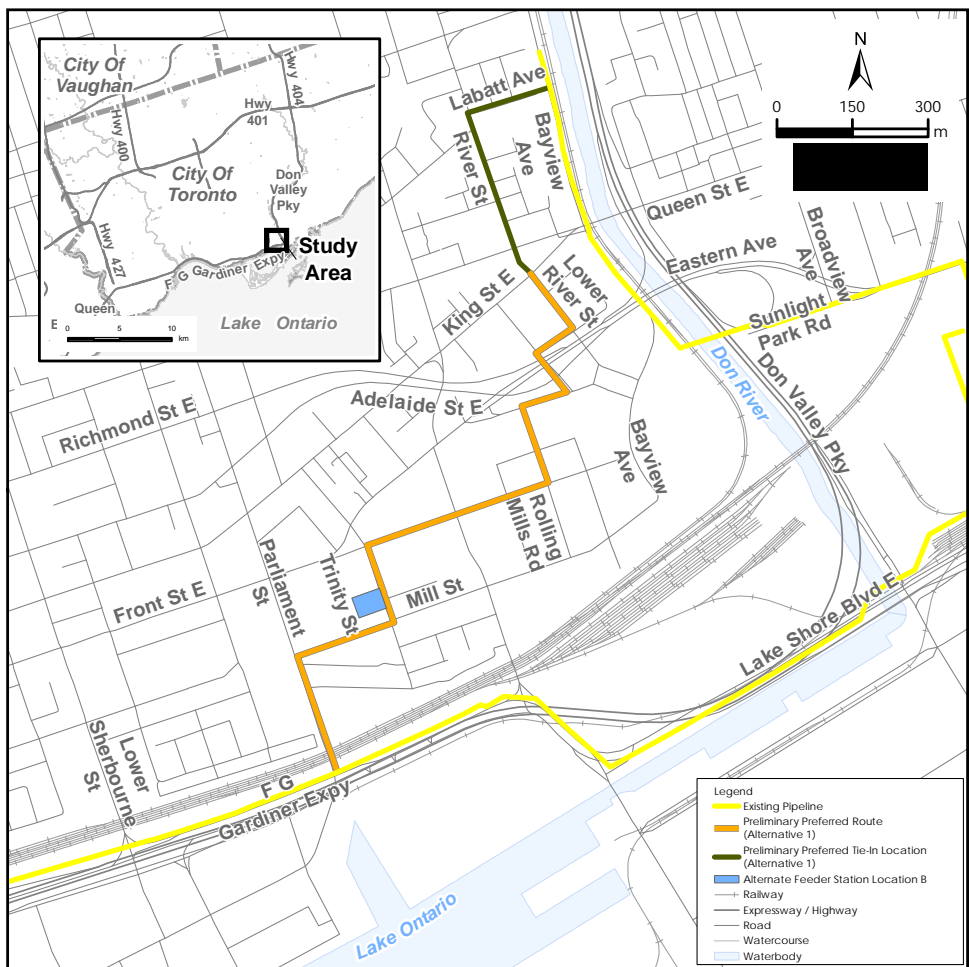 City Of
Vaughan
Hwy 400
Hwy 404
Hwy
401
City Of
Toronto
Don
Valley
Pky
Hwy 427
F G Gardiner Expy
Study
Area
Queen
E
Lake Ontario
0 5 10
km
N
0 150 300
m
Labatt Ave
River St
Bayview
Ave
Queen St E
Eastern Ave
Broadview
Ave
Lower
River St
King St E
Sunlight
Park Rd
Don River
Don Valley Pky
Richmond St E
Adelaide St E
Bayview
Ave
Rolling
Mills Rd
Parliament
St
Trinity St
Front St E
Mill St
Lake Shore Blvd E
Lower
Sherbourne
St
F G
Gardiner Expy
Lake Ontario
Legend
Existing Pipeline
Preliminary Preferred Route
(Alternative 1)
Preliminary Preferred Tie-In Location
(Alternative 1)
Alternate Feeder Station Location B
Railway
Expressway / Highway
Road
Watercourse
Waterbody